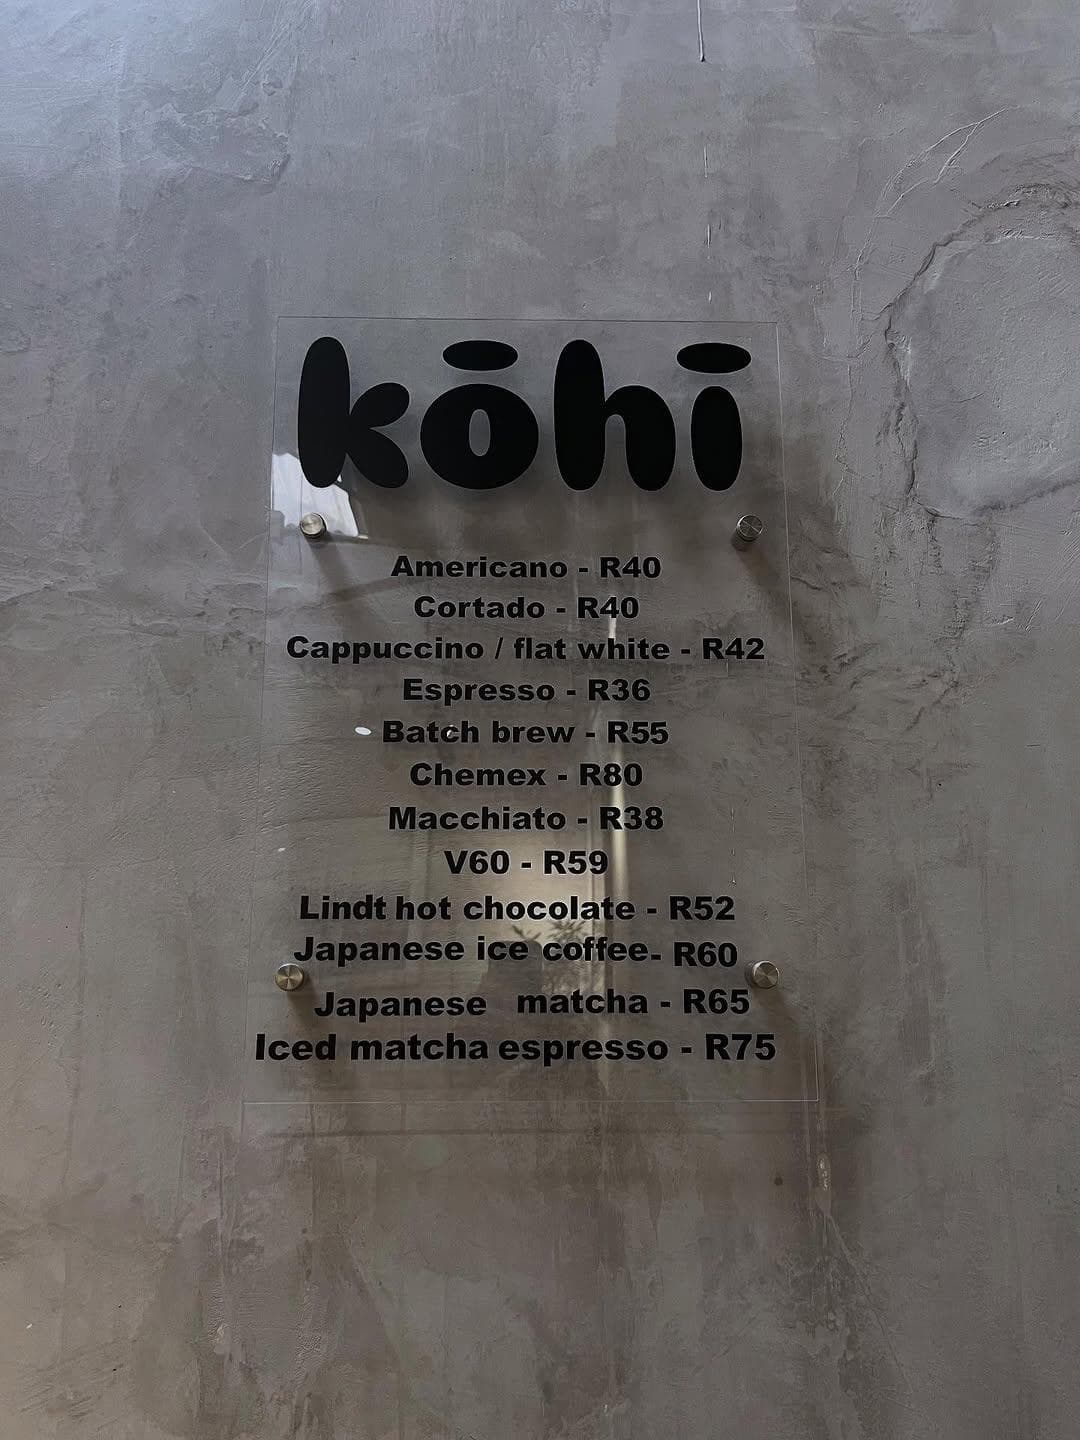 kōhī
Americano - R40
Cortado - R40
Cappuccino / flat white - R42
Espresso - R36
Batch brew - R55
Chemex - R80
Macchiato - R38
V60 - R59
Lindt hot chocolate - R52
Japanese ice coffee- R60
Japanese matcha - R65
Iced matcha espresso - R75